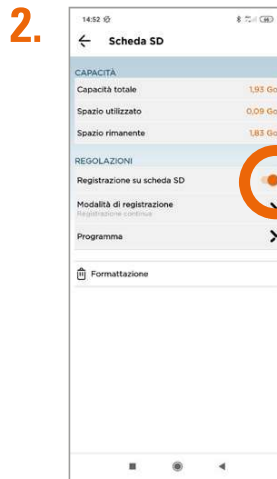 2.
14:52
Scheda SD
CAPACITÀ
Capacità totale 1,93 Go
Spazio utilizzato 0,09 Go
Spazio rimanente 1,83 Go
REGOLAZIONI
Registrazione su scheda SD
Modalità di registrazione
Registrazione continue
Programma
Formattazione